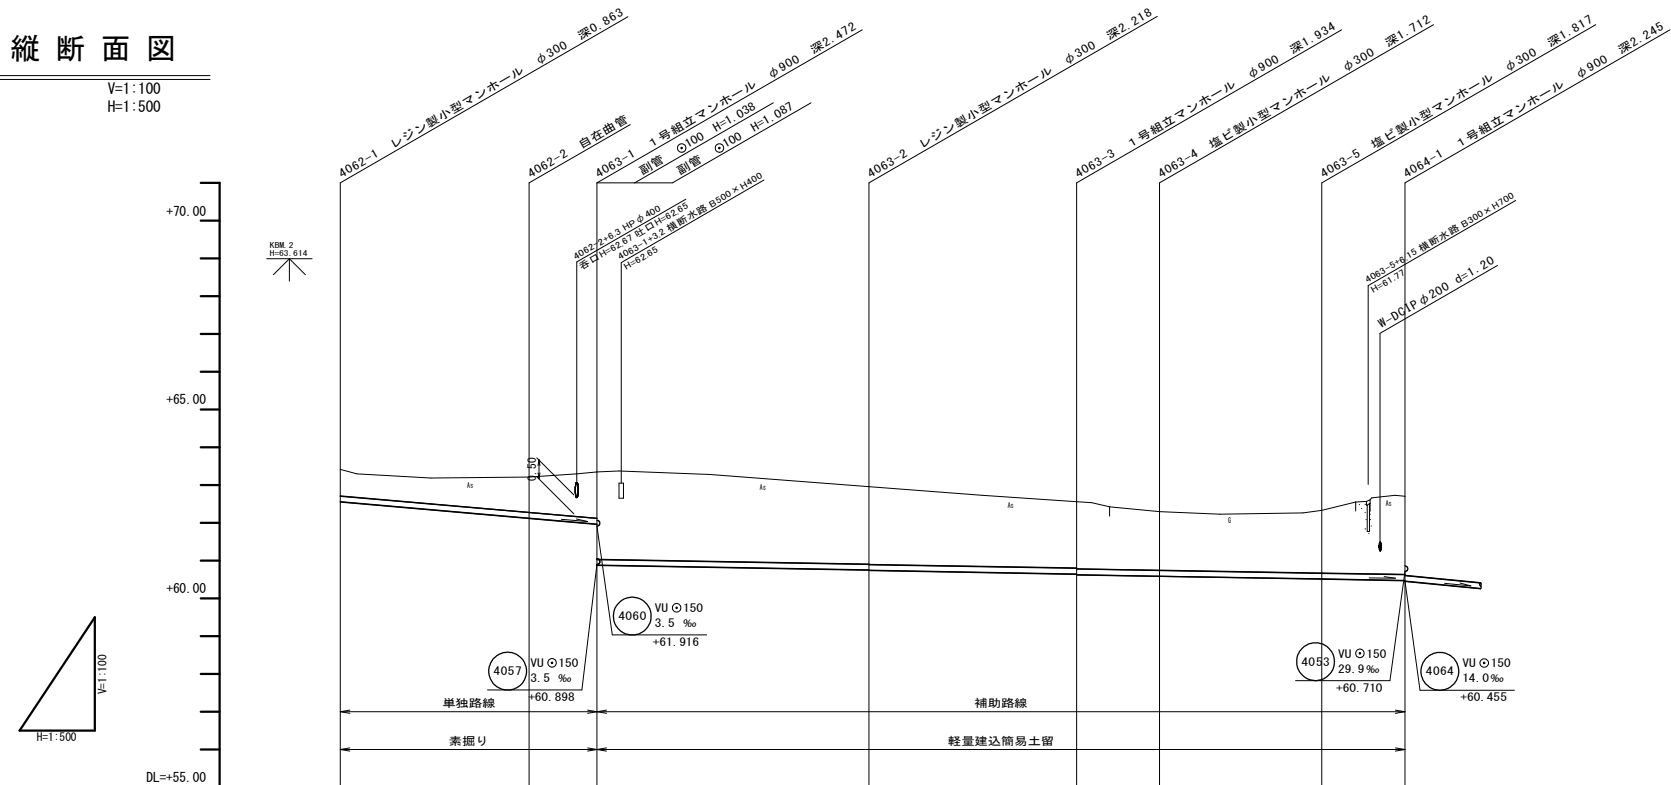 縦断面図
V=1:100
H=1:500
4062-1 レジン製小型マンホール φ300 深0.863
4062-2 自在曲管
4063-1 1号組立マンホール φ900 深2.472
副管 ⊙100 H=1.038
副管 ⊙100 H=1.087
4063-2 レジン製小型マンホール φ300 深2.218
4063-3 1号組立マンホール φ900 深1.934
4063-4 塩ビ製小型マンホール φ300 深1.712
4063-5 塩ビ製小型マンホール φ300 深1.817
4064-1 1号組立マンホール φ900 深2.245
4062-2+6.3 HPφ400
呑口H=62.67 吐口H=62.65
4063-1+3.2 横断水路 B500×H400
H=62.65
4063-5+6.15 横断水路 B300×H700
H=61.77
W-DCIPφ200 d=1.20
+70.00
KBM.2
H=63.614
+65.00
0.50
As
As
As
G
As
+60.00
4060
VU⊙150
3.5 ‰
+61.916
4057
VU⊙150
3.5 ‰
+60.898
4053
VU⊙150
29.9‰
+60.710
4064
VU⊙150
14.0‰
+60.455
V=1:100
H=1:500
単独路線
補助路線
素掘り
軽量建込簡易土留
DL=+55.00